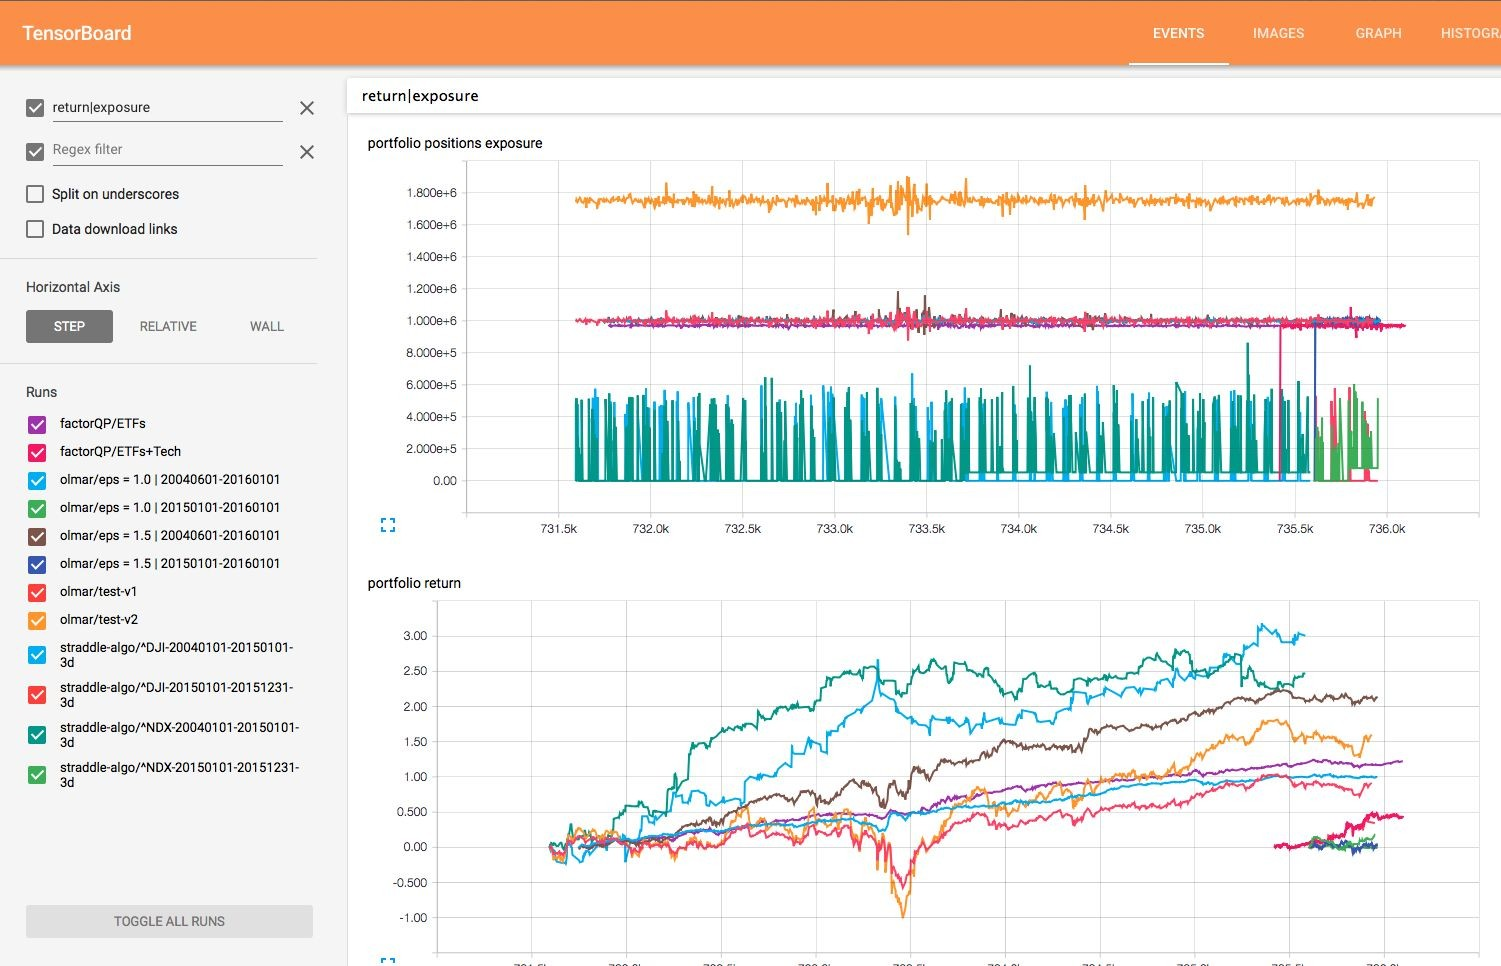 TensorBoard
EVENTS
IMAGES
GRAPH
HISTOGRA
return|exposure
Regex filter
Split on underscores
Data download links
Horizontal Axis
STEP
RELATIVE
WALL
Runs
factorQP/ETFs
factorQP/ETFs+Tech
olmar/eps = 1.0 | 20040601-20160101
olmar/eps = 1.0 | 20150101-20160101
olmar/eps = 1.5 | 20040601-20160101
olmar/eps = 1.5 | 20150101-20160101
olmar/test-v1
olmar/test-v2
straddle-algo/^DJI-20040101-20150101-
3d
straddle-algo/^DJI-20150101-20151231-
3d
straddle-algo/^NDX-20040101-20150101-
3d
straddle-algo/^NDX-20150101-20151231-
3d
TOGGLE ALL RUNS
return|exposure
portfolio positions exposure
1.800e+6
1.600e+6
1.400e+6
1.200e+6
1.000e+6
8.000e+5
6.000e+5
4.000e+5
2.000e+5
0.00
731.5k
732.0k
732.5k
733.0k
733.5k
734.0k
734.5k
735.0k
735.5k
736.0k
portfolio return
3.00
2.50
2.00
1.50
1.00
0.500
0.00
-0.500
-1.00